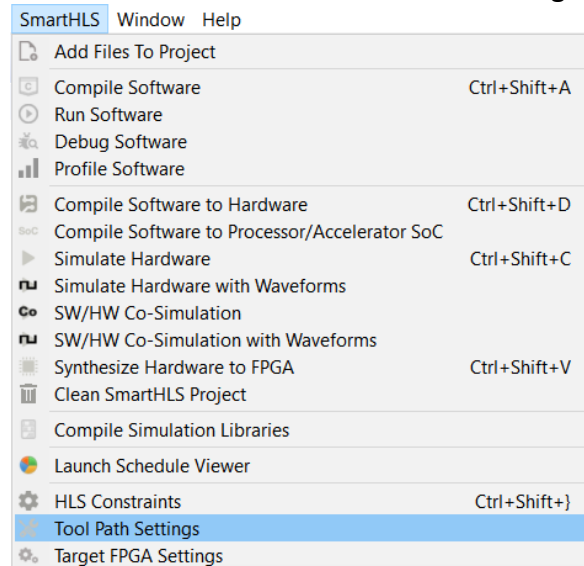 SmartHLS Window Help
Add Files To Project
C Compile Software Ctrl+Shift+A
Run Software
Debug Software
Profile Software
Compile Software to Hardware Ctrl+Shift+D
SoC Compile Software to Processor/Accelerator SoC
Simulate Hardware Ctrl+Shift+C
Simulate Hardware with Waveforms
Co SW/HW Co-Simulation
SW/HW Co-Simulation with Waveforms
Synthesize Hardware to FPGA Ctrl+Shift+V
Clean SmartHLS Project
Compile Simulation Libraries
Launch Schedule Viewer
HLS Constraints Ctrl+Shift+}
Tool Path Settings
Target FPGA Settings